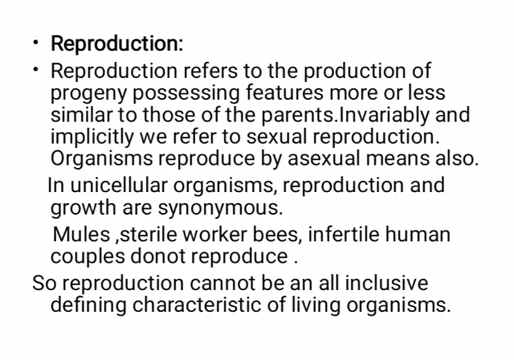 • Reproduction:
• Reproduction refers to the production of
progeny possessing features more or less
similar to those of the parents.Invariably and
implicitly we refer to sexual reproduction.
Organisms reproduce by asexual means also.
In unicellular organisms, reproduction and
growth are synonymous.
Mules ,sterile worker bees, infertile human
couples donot reproduce .
So reproduction cannot be an all inclusive
defining characteristic of living organisms.